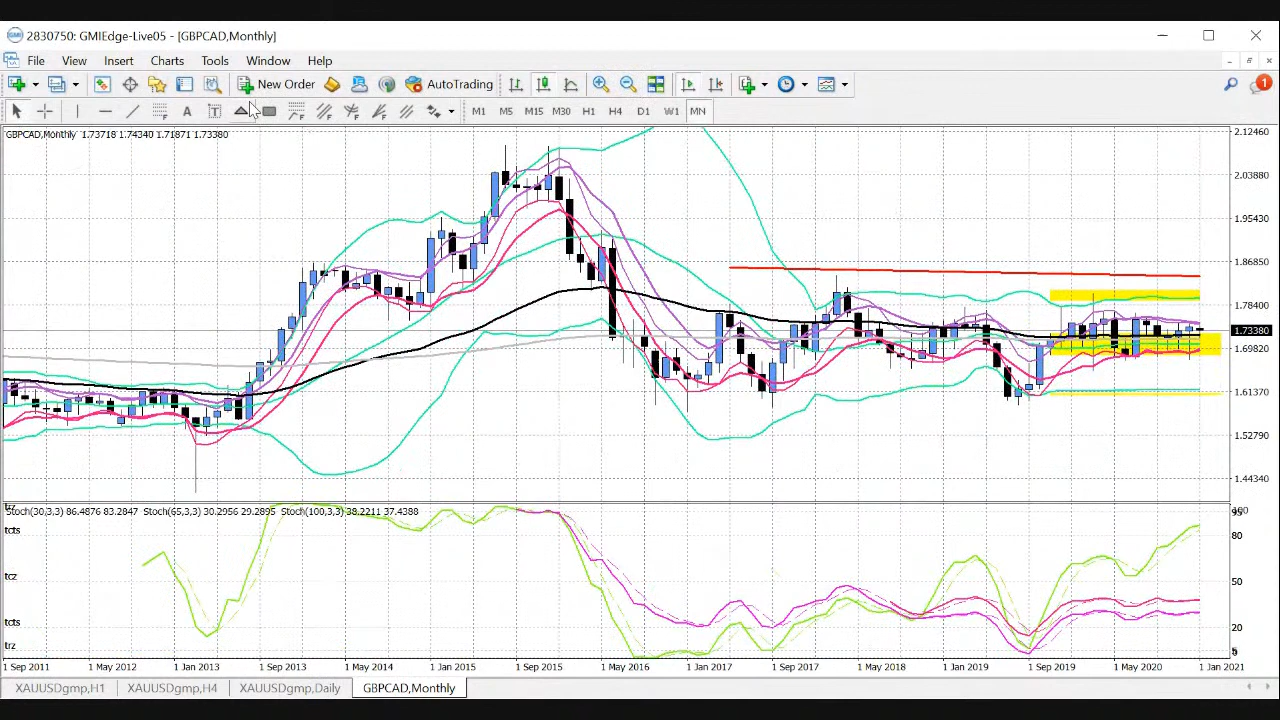 2830750: GMIEdge-Live05 - [GBPCAD,Monthly]
File View Insert Charts Tools Window Help
New Order AutoTrading 1
A T M1 M5 M15 M30 H1 H4 D1 W1 MN
GBPCAD,Monthly 1.73718 1.74340 1.71871 1.73380
2.12460
2.03880
1.95430
1.86850
1.78400
1.73380
1.69820
1.61370
1.52790
1.44340
Stoch(30,3,3) 86.4876 83.2847 Stoch(65,3,3) 30.2956 29.2895 Stoch(100,3,3) 38.2211 37.4388
tcts
80
tcz 50
tcts 20
trz
1 Sep 2011 1 May 2012 1 Jan 2013 1 Sep 2013 1 May 2014 1 Jan 2015 1 Sep 2015 1 May 2016 1 Jan 2017 1 Sep 2017 1 May 2018 1 Jan 2019 1 Sep 2019 1 May 2020 1 Jan 2021
XAUUSDgmp,H1 XAUUSDgmp,H4 XAUUSDgmp,Daily GBPCAD,Monthly